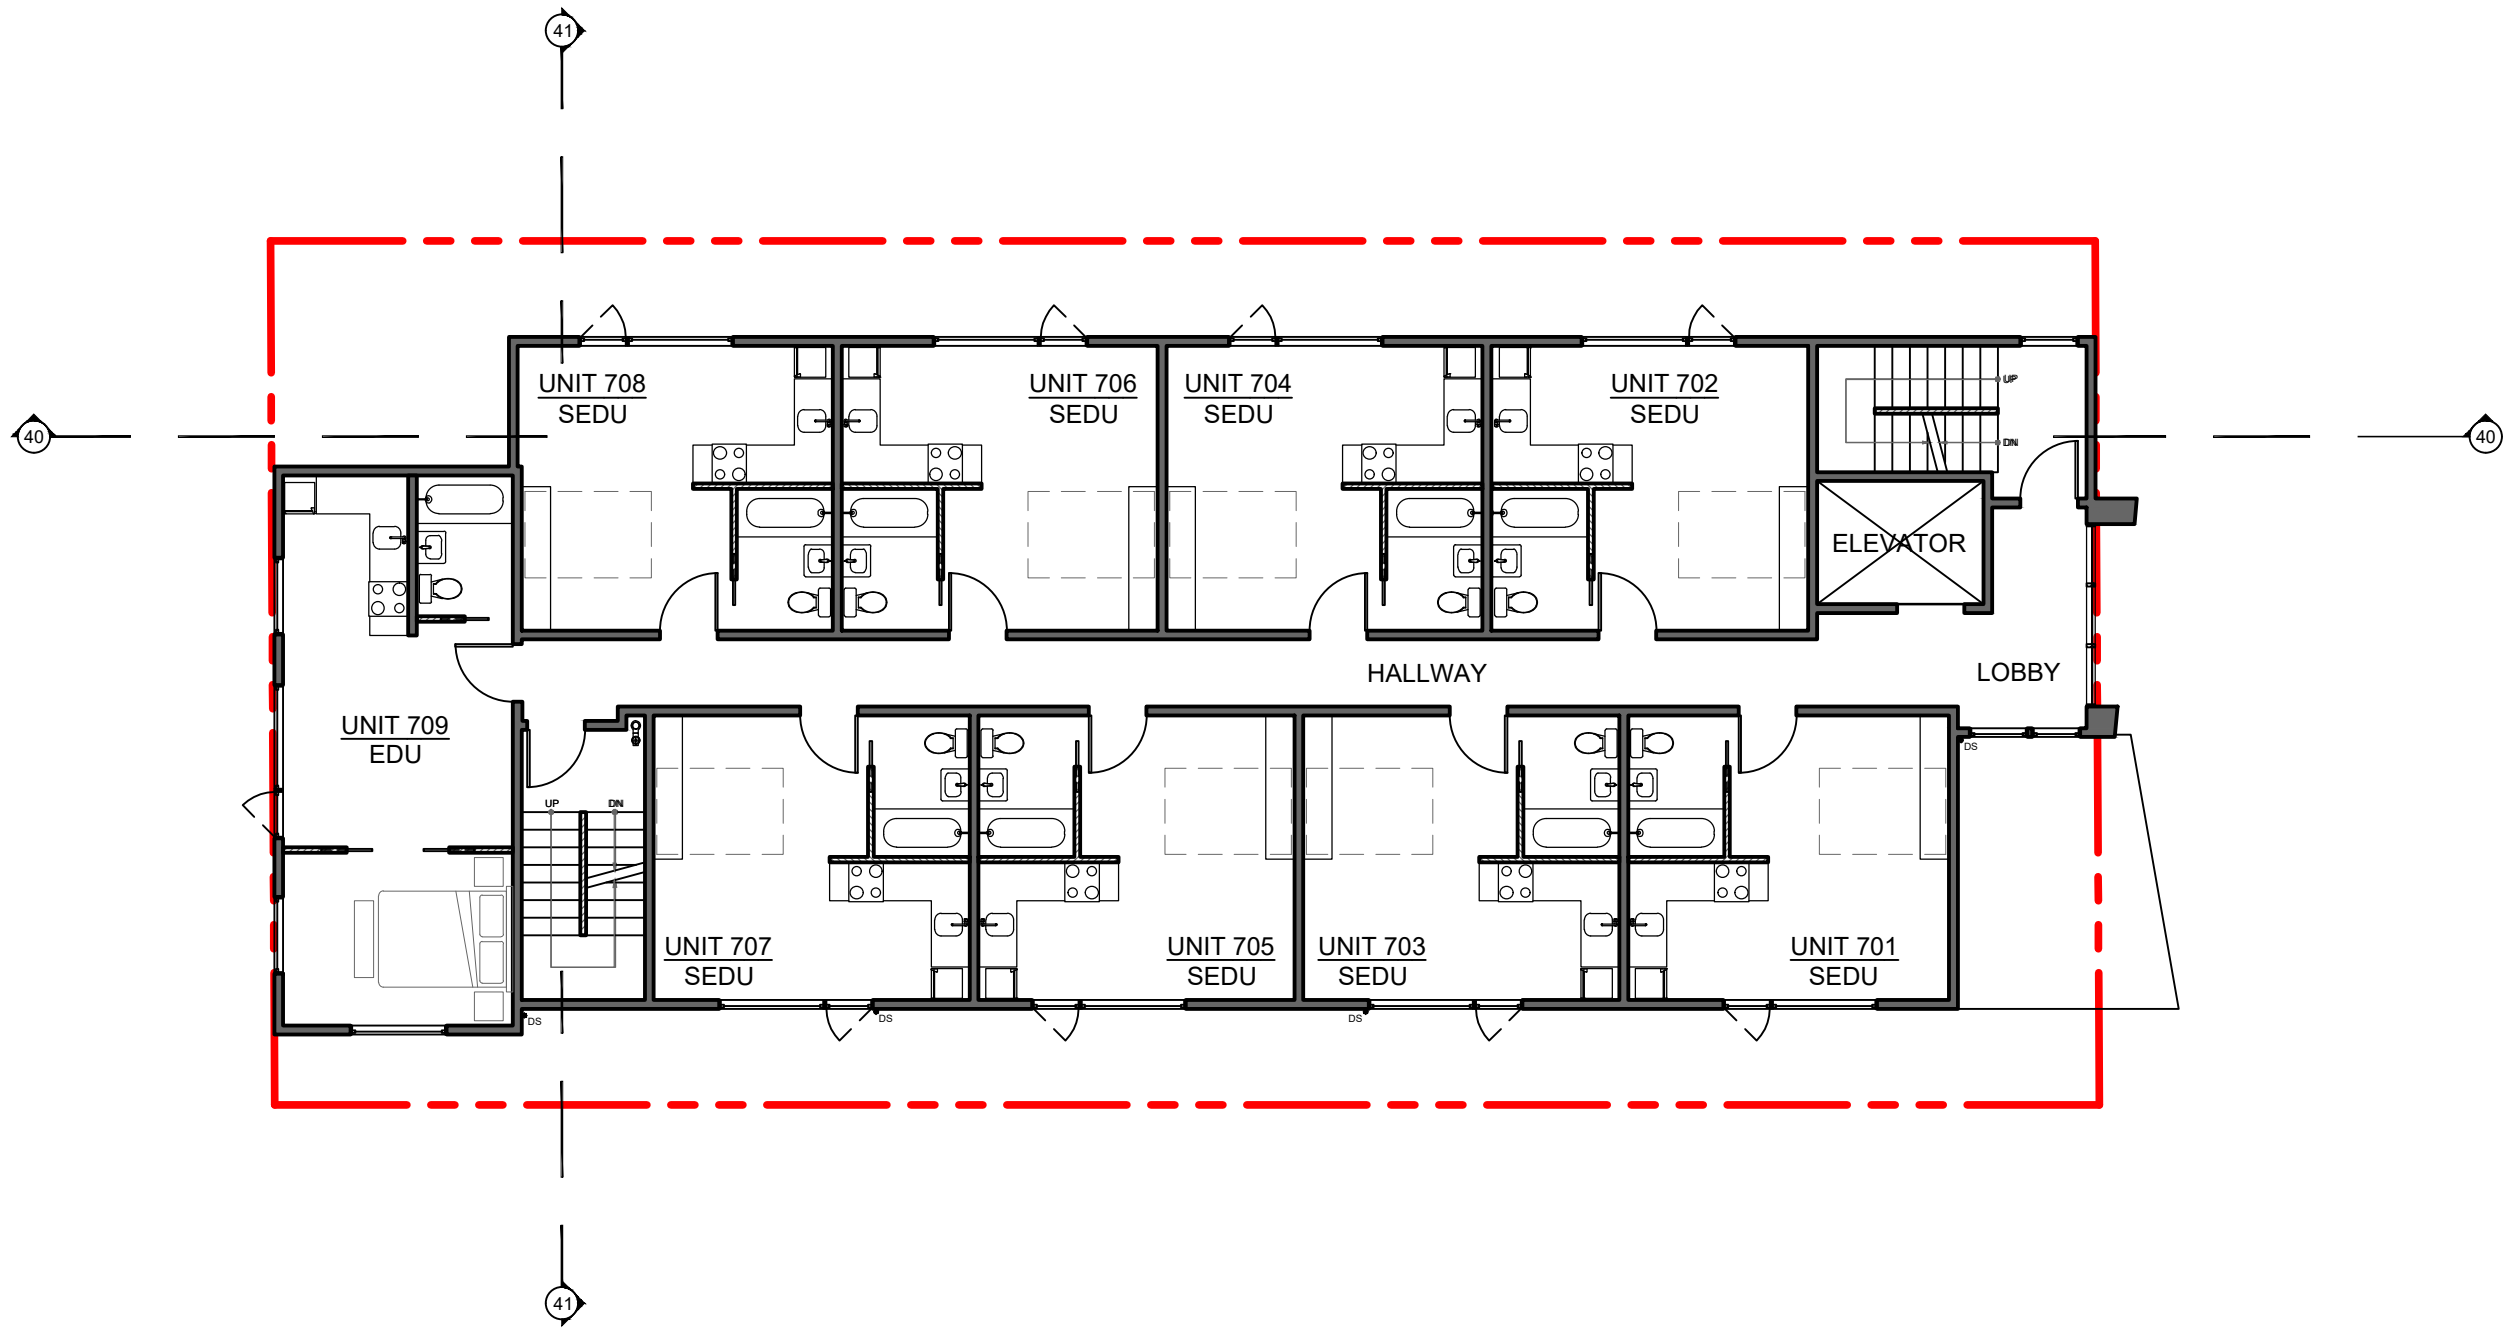 41
UNIT 708
SEDU
UNIT 706
SEDU
UNIT 704
SEDU
UNIT 702
SEDU
UP
DN
40
40
ELEVATOR
HALLWAY
LOBBY
UNIT 709
EDU
DS
UP
DN
UNIT 707
SEDU
UNIT 705
SEDU
UNIT 703
SEDU
UNIT 701
SEDU
DS
DS
DS
41